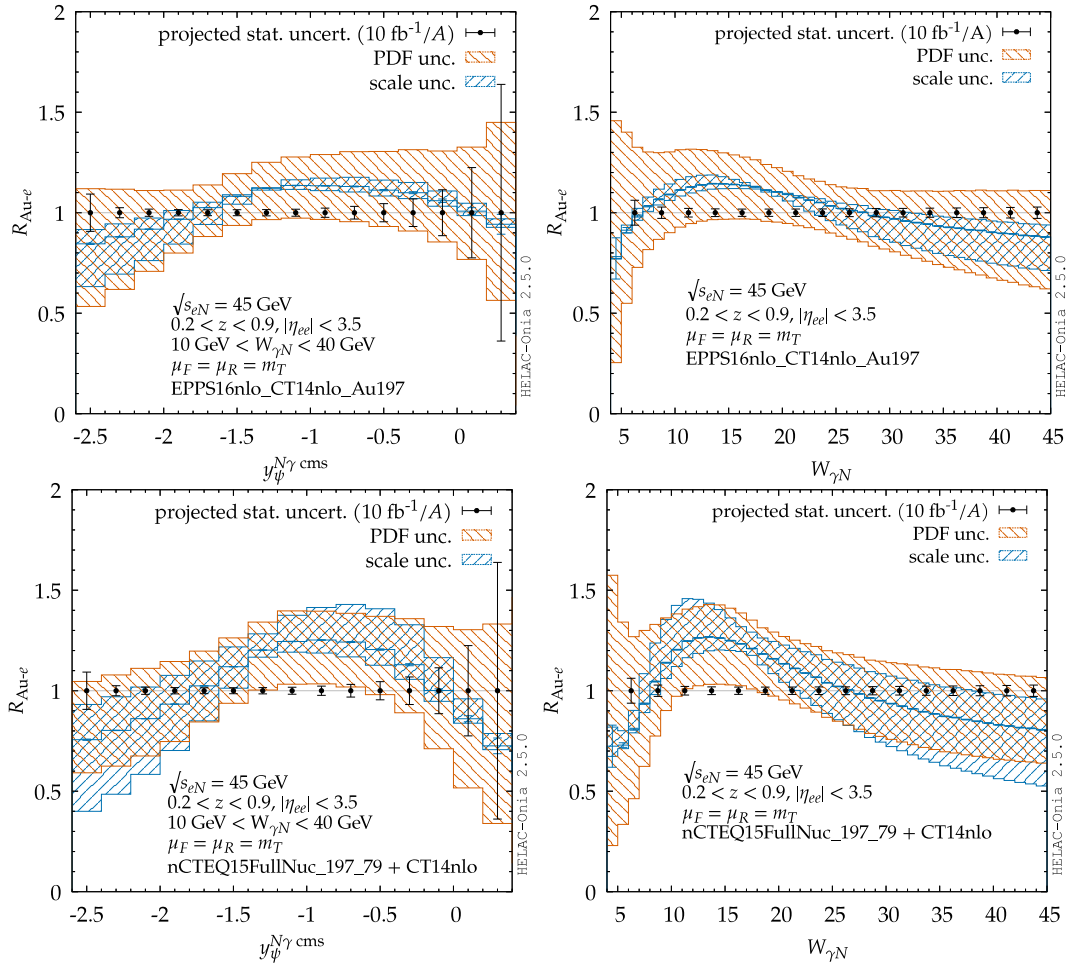 2
projected stat. uncert. (10 fb⁻¹/A)
PDF unc.
scale unc.
1.5
1
0.5
0
R_Au-e
√s_eN = 45 GeV
0.2 < z < 0.9, |η_ee| < 3.5
10 GeV < W_γN < 40 GeV
μ_F = μ_R = m_T
EPPS16nlo_CT14nlo_Au197
HELAC-Onia 2.5.0
-2.5 -2 -1.5 -1 -0.5 0
y_ψ^Nγ cms
2
projected stat. uncert. (10 fb⁻¹/A)
PDF unc.
scale unc.
1.5
1
0.5
0
R_Au-e
√s_eN = 45 GeV
0.2 < z < 0.9, |η_ee| < 3.5
μ_F = μ_R = m_T
EPPS16nlo_CT14nlo_Au197
HELAC-Onia 2.5.0
5 10 15 20 25 30 35 40 45
W_γN
2
projected stat. uncert. (10 fb⁻¹/A)
PDF unc.
scale unc.
1.5
1
0.5
0
R_Au-e
√s_eN = 45 GeV
0.2 < z < 0.9, |η_ee| < 3.5
10 GeV < W_γN < 40 GeV
μ_F = μ_R = m_T
nCTEQ15FullNuc_197_79 + CT14nlo
HELAC-Onia 2.5.0
-2.5 -2 -1.5 -1 -0.5 0
y_ψ^Nγ cms
2
projected stat. uncert. (10 fb⁻¹/A)
PDF unc.
scale unc.
1.5
1
0.5
0
R_Au-e
√s_eN = 45 GeV
0.2 < z < 0.9, |η_ee| < 3.5
μ_F = μ_R = m_T
nCTEQ15FullNuc_197_79 + CT14nlo
HELAC-Onia 2.5.0
5 10 15 20 25 30 35 40 45
W_γN